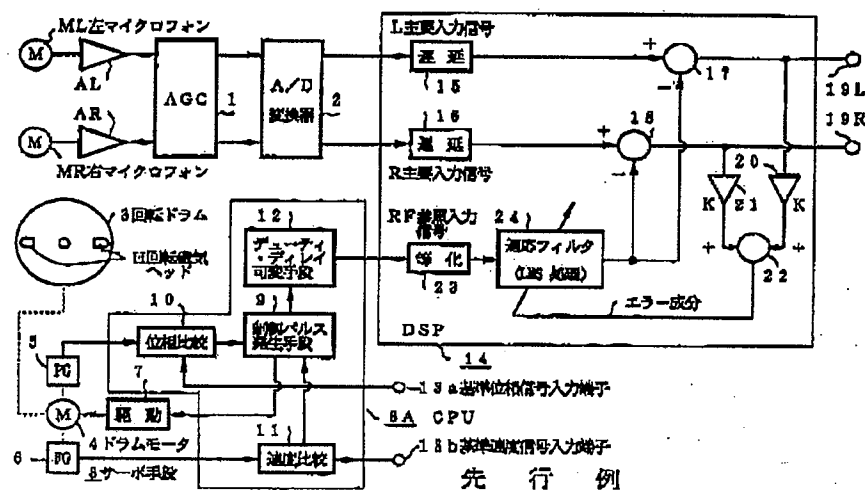 ML左マイクロフォン
M
AL
AR
M
MR右マイクロフォン
AGC
1
A/D
変換器
2
L主要入力信号
遅延
15
16
遅延
R主要入力信号
+
-
17
+
-
18
19L
19R
20
K
21
K
+
+
22
RF参照入力
信号
等化
23
24
適応フィルタ
(LMS処理)
エラー成分
DSP
14
3回転ドラム
H回転磁気
ヘッド
12
デューティ
・ディレイ
可変手段
10
位相比較
9
制御パルス
発生手段
5
PG
7
M
駆動
4ドラムモータ
6
FG
8サーボ手段
11
速度比較
8A CPU
13a基準位相信号入力端子
13b基準速度信号入力端子
先行例